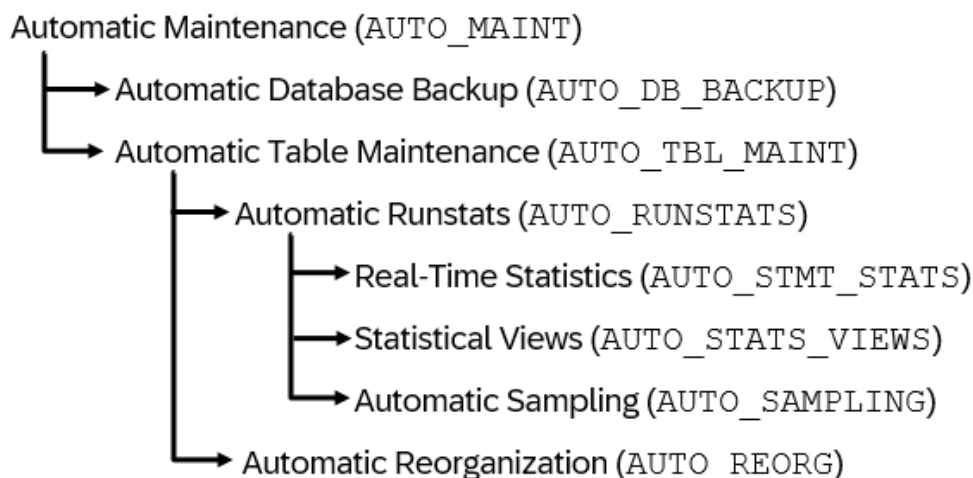 Automatic Maintenance (AUTO_MAINT)
Automatic Database Backup (AUTO_DB_BACKUP)
Automatic Table Maintenance (AUTO_TBL_MAINT)
Automatic Runstats (AUTO_RUNSTATS)
Real-Time Statistics (AUTO_STMT_STATS)
Statistical Views (AUTO_STATS_VIEWS)
Automatic Sampling (AUTO_SAMPLING)
Automatic Reorganization (AUTO_REORG)